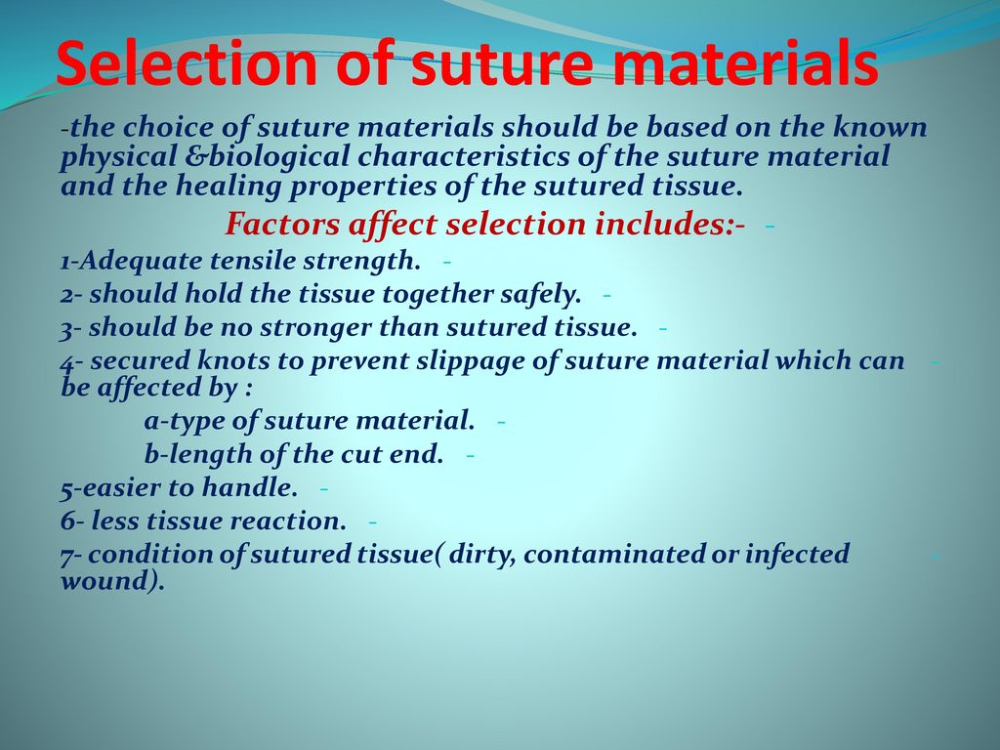 Selection of suture materials
-the choice of suture materials should be based on the known
physical &biological characteristics of the suture material
and the healing properties of the sutured tissue.
Factors affect selection includes:- -
1-Adequate tensile strength. -
2- should hold the tissue together safely. -
3- should be no stronger than sutured tissue. -
4- secured knots to prevent slippage of suture material which can -
be affected by :
a-type of suture material. -
b-length of the cut end. -
5-easier to handle. -
6- less tissue reaction. -
7- condition of sutured tissue( dirty, contaminated or infected -
wound).